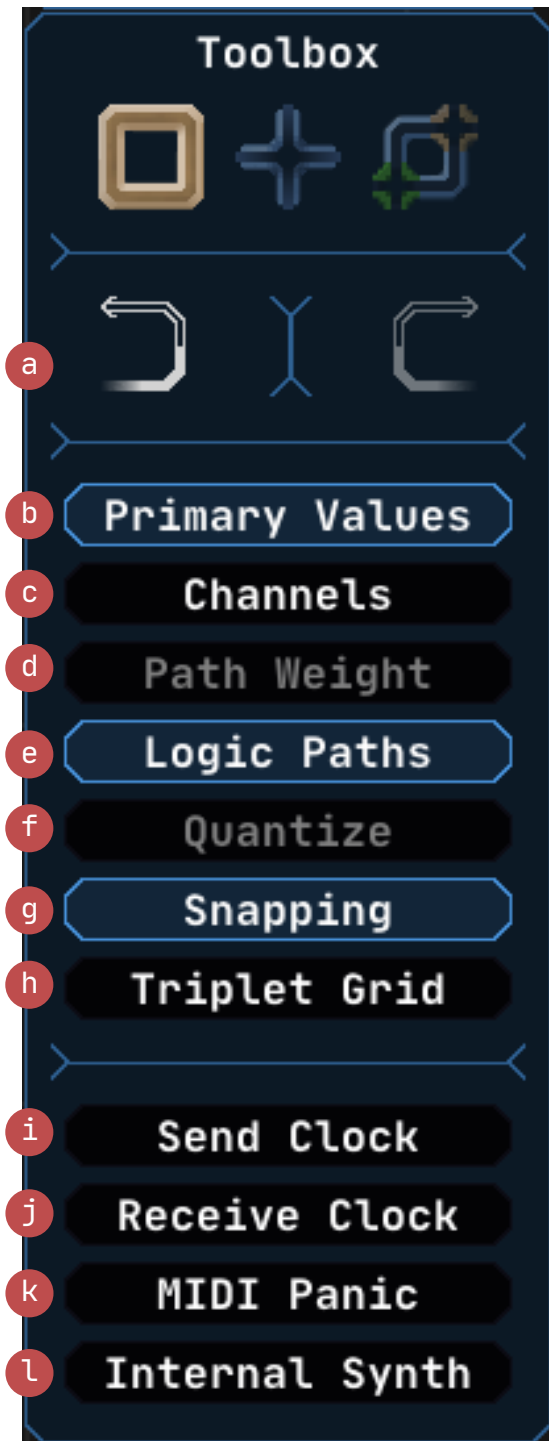 Toolbox
a
b Primary Values
c Channels
d Path Weight
e Logic Paths
f Quantize
g Snapping
h Triplet Grid
i Send Clock
j Receive Clock
k MIDI Panic
l Internal Synth